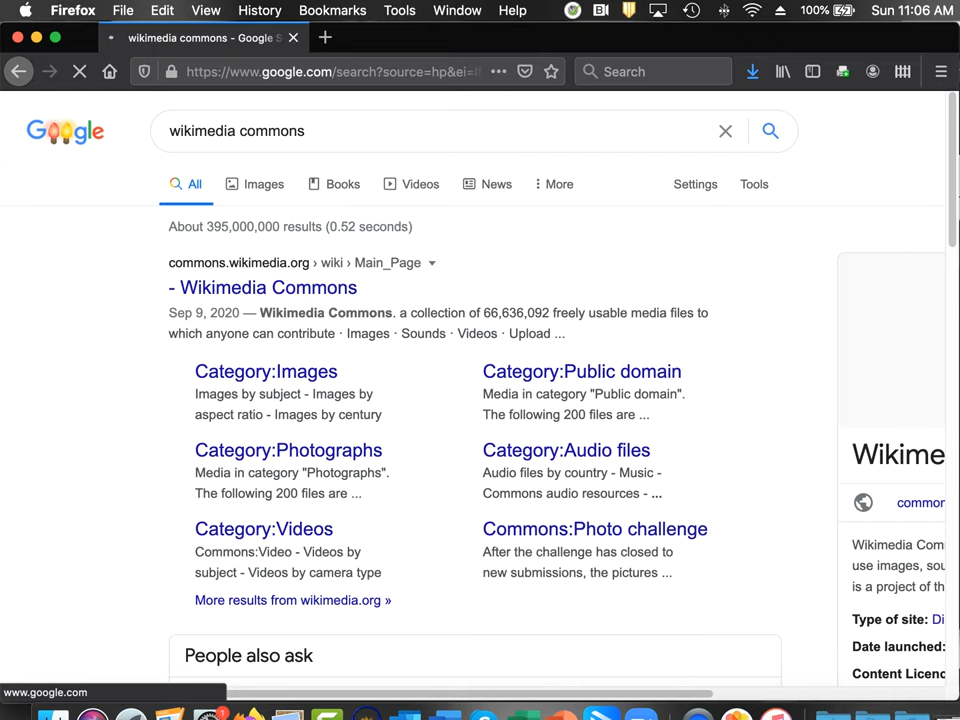 Firefox File Edit View History Bookmarks Tools Window Help 100% Sun 11:06 AM
wikimedia commons - Google S
https://www.google.com/search?source=hp&ei= Search
Google wikimedia commons
All Images Books Videos News More Settings Tools
About 395,000,000 results (0.52 seconds)
commons.wikimedia.org › wiki › Main_Page
- Wikimedia Commons
Sep 9, 2020 — Wikimedia Commons. a collection of 66,636,092 freely usable media files to
which anyone can contribute · Images · Sounds · Videos · Upload ...
Category:Images
Images by subject - Images by
aspect ratio - Images by century
Category:Public domain
Media in category "Public domain".
The following 200 files are ...
Category:Photographs
Media in category "Photographs".
The following 200 files are ...
Category:Audio files
Audio files by country - Music -
Commons audio resources - ...
Category:Videos
Commons:Video - Videos by
subject - Videos by camera type
Commons:Photo challenge
After the challenge has closed to
new submissions, the pictures ...
More results from wikimedia.org »
People also ask
Wikime
common
Wikimedia Com
use images, sou
is a project of th
Type of site: Di
Date launched:
Content Licenc
www.google.com
1